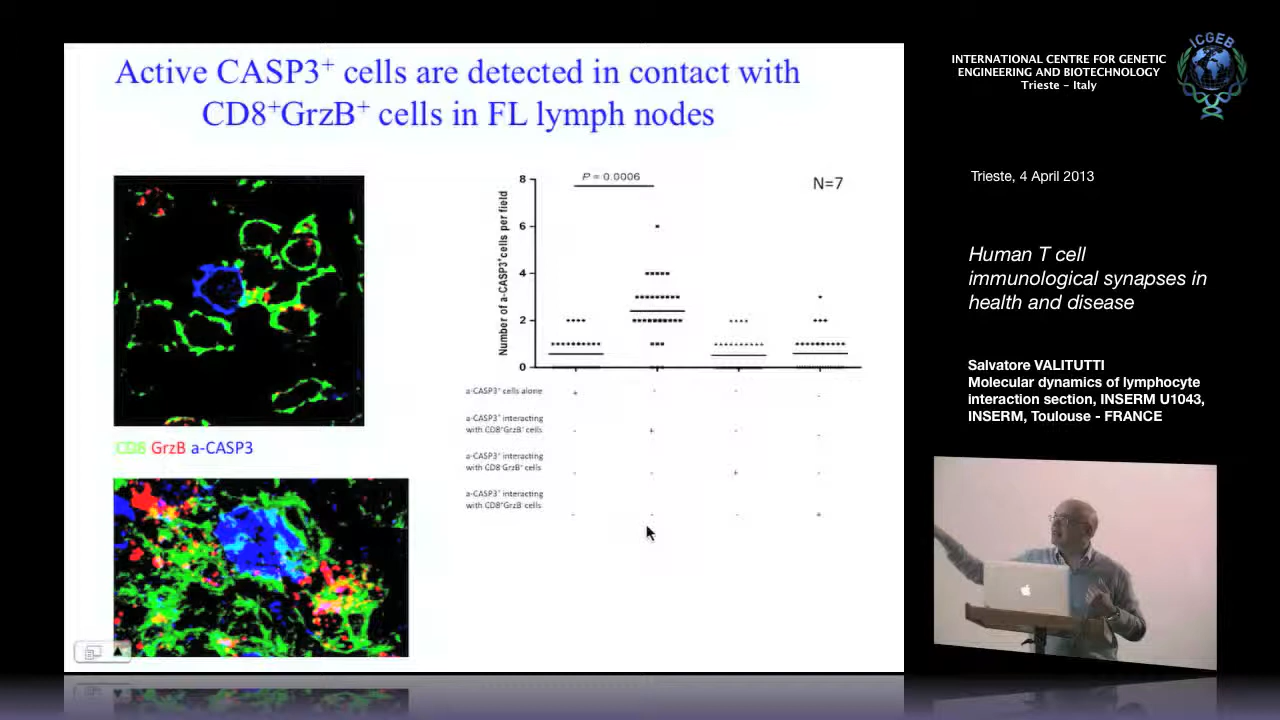 Active CASP3+ cells are detected in contact with
CD8+GrzB+ cells in FL lymph nodes
CD8 GrzB a-CASP3
P = 0.0006
N=7
Number of a-CASP3+cells per field
8
6
4
2
0
a-CASP3+ cells alone
+ - - -
a-CASP3+ interacting
with CD8+GrzB+ cells
- + - -
a-CASP3+ interacting
with CD8-GrzB+ cells
- - + -
a-CASP3+ interacting
with CD8+GrzB- cells
- - - +
ICGEB
INTERNATIONAL CENTRE FOR GENETIC
ENGINEERING AND BIOTECHNOLOGY
Trieste - Italy
Trieste, 4 April 2013
Human T cell
immunological synapses in
health and disease
Salvatore VALITUTTI
Molecular dynamics of lymphocyte
interaction section, INSERM U1043,
INSERM, Toulouse - FRANCE